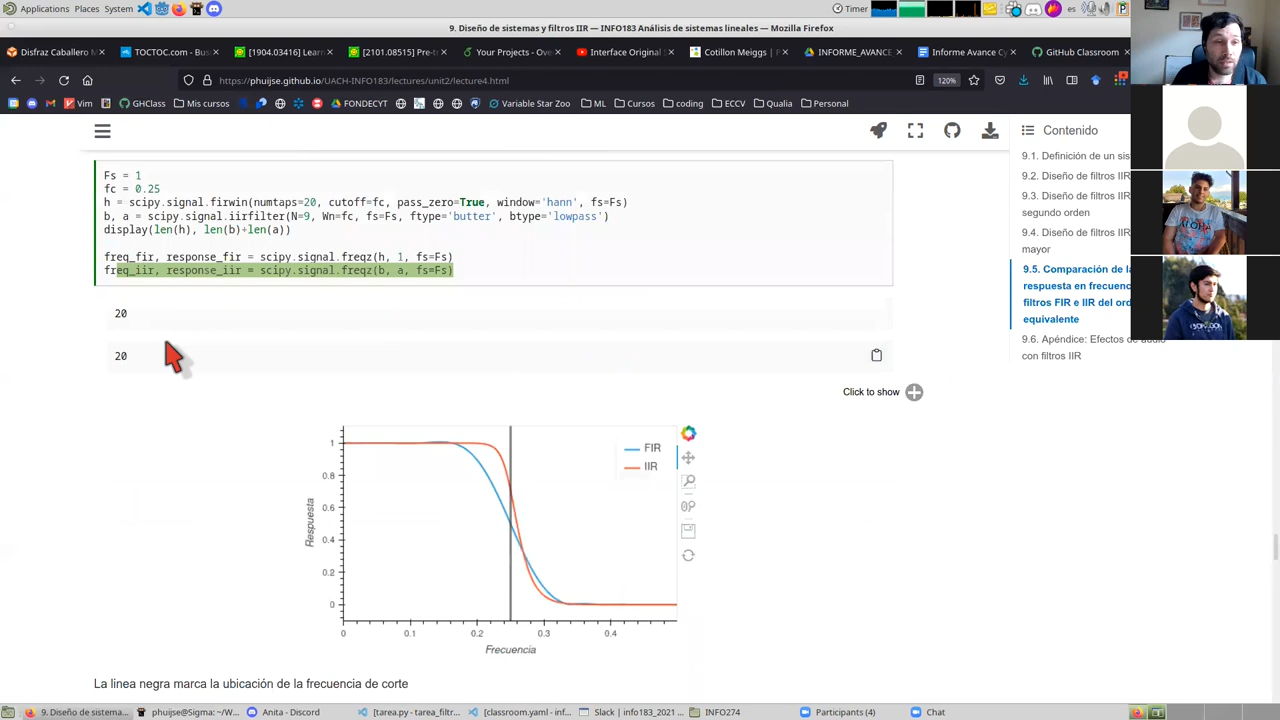 Applications Places System
Timer
es
9. Diseño de sistemas y filtros IIR — INFO183 Análisis de sistemas lineales — Mozilla Firefox
Disfraz Caballero M
TOCTOC.com - Bus
[1904.03416] Lear
[2101.08515] Pre-t
Your P
Cove
Interface Original S
Cotillon Meiggs
INFORME_AVANCE
Informe Avance Cy
GitHub Classroom
https://phuijse.github.io/UACH-INFO183/lectures/unit2/lecture4.html
120%
Vim
GHClass
Mis cursos
FONDECYT
Variable Star Zoo
ML
Cursos
coding
ECCV
Qualia
Personal
Contenido
Fs = 1
fc = 0.25
h = scipy.signal.firwin(numtaps=20, cutoff=fc, pass_zero=True, window='hann', fs=Fs)
b, a = scipy.signal.iirfilter(N=9, Wn=fc, fs=Fs, ftype='butter', btype='lowpass')
display(len(h), len(b)+len(a))
freq_fir, response_fir = scipy.signal.freqz(h, 1, fs=Fs)
freq_iir, response_iir = scipy.signal.freqz(b, a, fs=Fs)
20
20
Click to show
9.1. Definición de un sis
9.2. Diseño de filtros IIR
9.3. Diseño de filtros IIR
segundo orden
9.4. Diseño de filtros IIR
mayor
9.5. Comparación de la
respuesta en frecuenc
filtros FIR e IIR del ord
equivalente
9.6. Apéndice: Efectos de audio
con filtros IIR
FIR
IIR
1
0.8
0.6
0.4
0.2
0
Respuesta
0
0.1
0.2
0.3
0.4
Frecuencia
La linea negra marca la ubicación de la frecuencia de corte
9. Diseño de sistema...
phuijse@Sigma: ~/W...
Anita - Discord
[tarea.py - tarea_filtr...
[classroom.yaml - inf...
Slack | info183_2021 ...
INFO274
Participants (4)
Chat